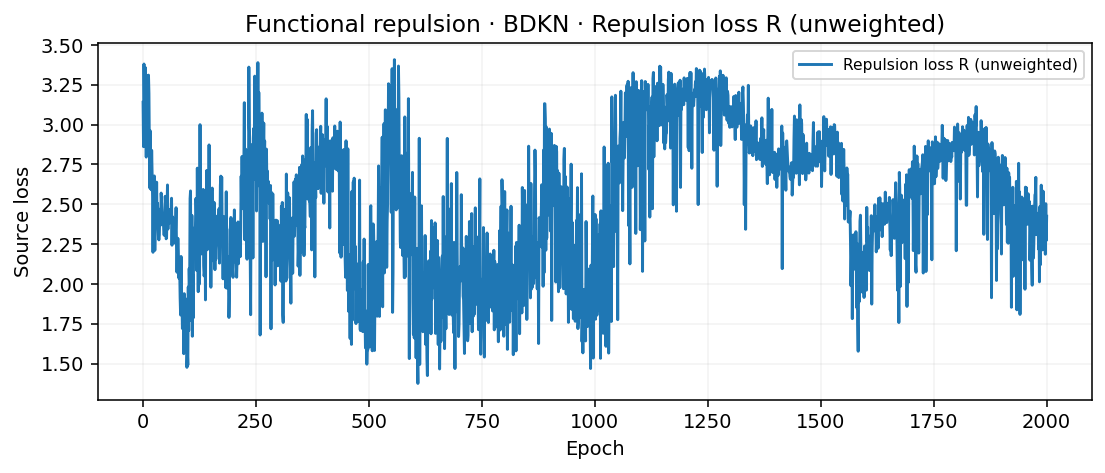 Functional repulsion · BDKN · Repulsion loss R (unweighted)
Repulsion loss R (unweighted)
Source loss
3.50
3.25
3.00
2.75
2.50
2.25
2.00
1.75
1.50
0 250 500 750 1000 1250 1500 1750 2000
Epoch